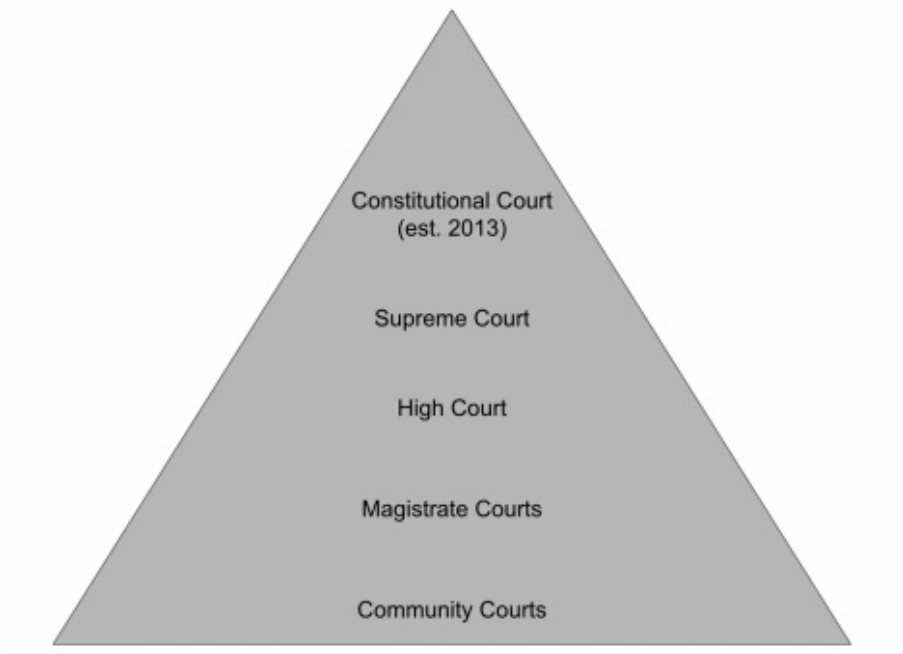 Constitutional Court
(est. 2013)
Supreme Court
High Court
Magistrate Courts
Community Courts